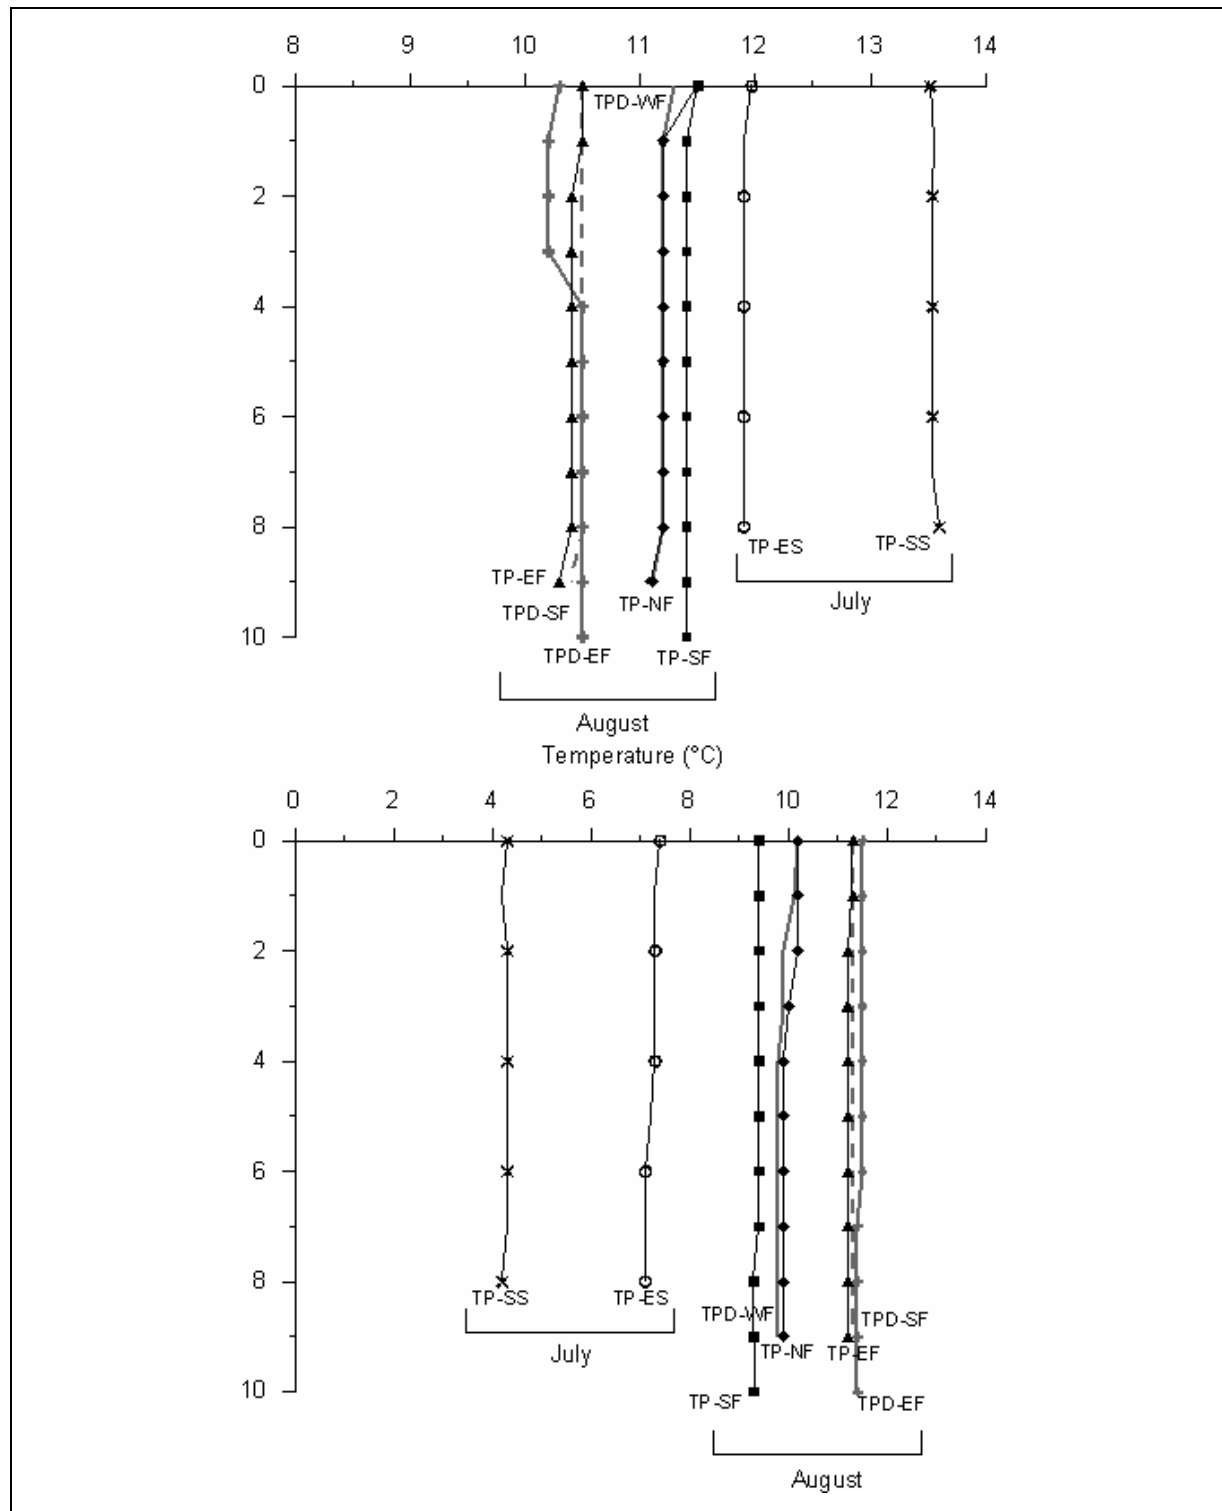 8 9 10 11 12 13 14
0
TPD-WF
2
4
6
8
TP-ES TP-SS
TP-EF
TP-NF
July
TPD-SF
10
TPD-EF TP-SF
August
Temperature (°C)
0 2 4 6 8 10 12 14
0
2
4
6
8
TP-SS TP-ES
TPD-WF TPD-SF
July
TP-NF TP-EF
10
TP-SF TPD-EF
August